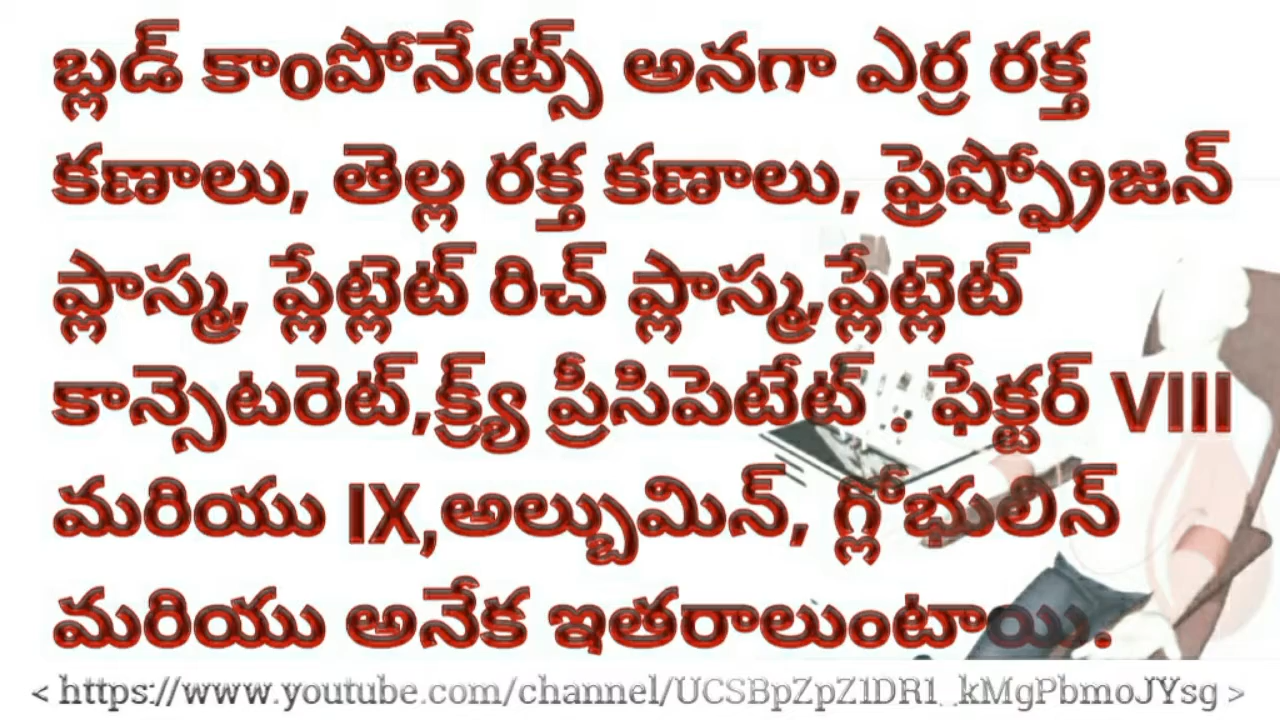 బ్లడ్ కాంపోనేఁట్స్ అనగా ఎర్ర రక్త
కణాలు, తెల్ల రక్త కణాలు, ఫ్రెష్ఫ్రోజన్
ప్లాస్మ, ప్లేట్లెట్ రిచ్ ప్లాస్మ,ప్లేట్లెట్
కాన్సెటరెట్,క్ర్య్ ప్రీసిపెటేట్ . ఫేక్టర్ VIII
మరియు IX,అల్బుమిన్, గ్లోభులిన్
మరియు అనేక ఇతరాలుంటాయి.
< https://www.youtube.com/channel/UCSBpZpZ1DR1_kMgPbmoJYsg >